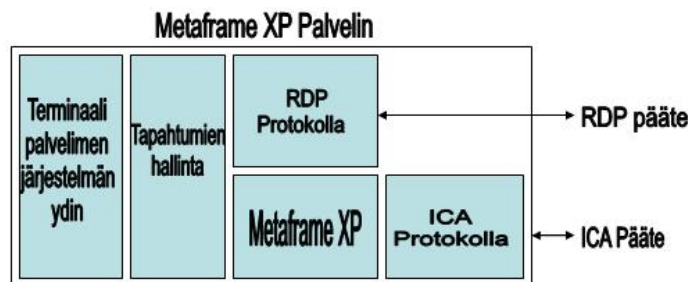 Metaframe XP Palvelin
Terminaali
palvelimen
järjestelmän
ydin
Tapahtumien
hallinta
RDP
Protokolla
RDP pääte
Metaframe XP
ICA
Protokolla
ICA Pääte